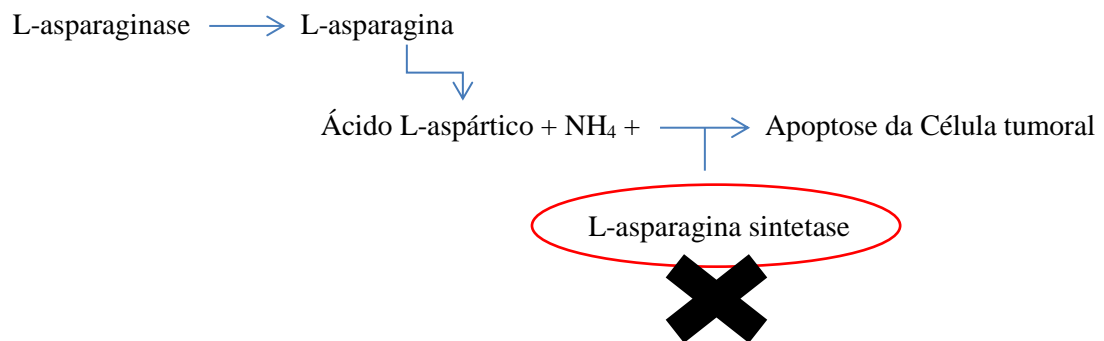 L-asparaginase L-asparagina
Ácido L-aspártico + NH₄ + Apoptose da Célula tumoral
L-asparagina sintetase